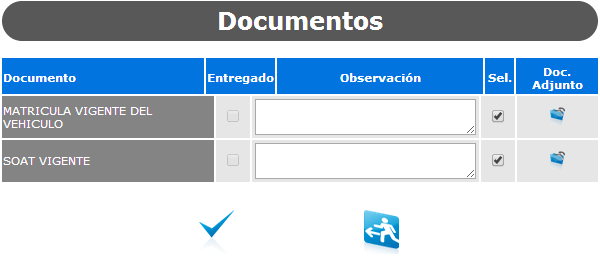 Documentos
Documento Entregado Observación Sel. Doc. Adjunto
MATRICULA VIGENTE DEL
VEHICULO
SOAT VIGENTE